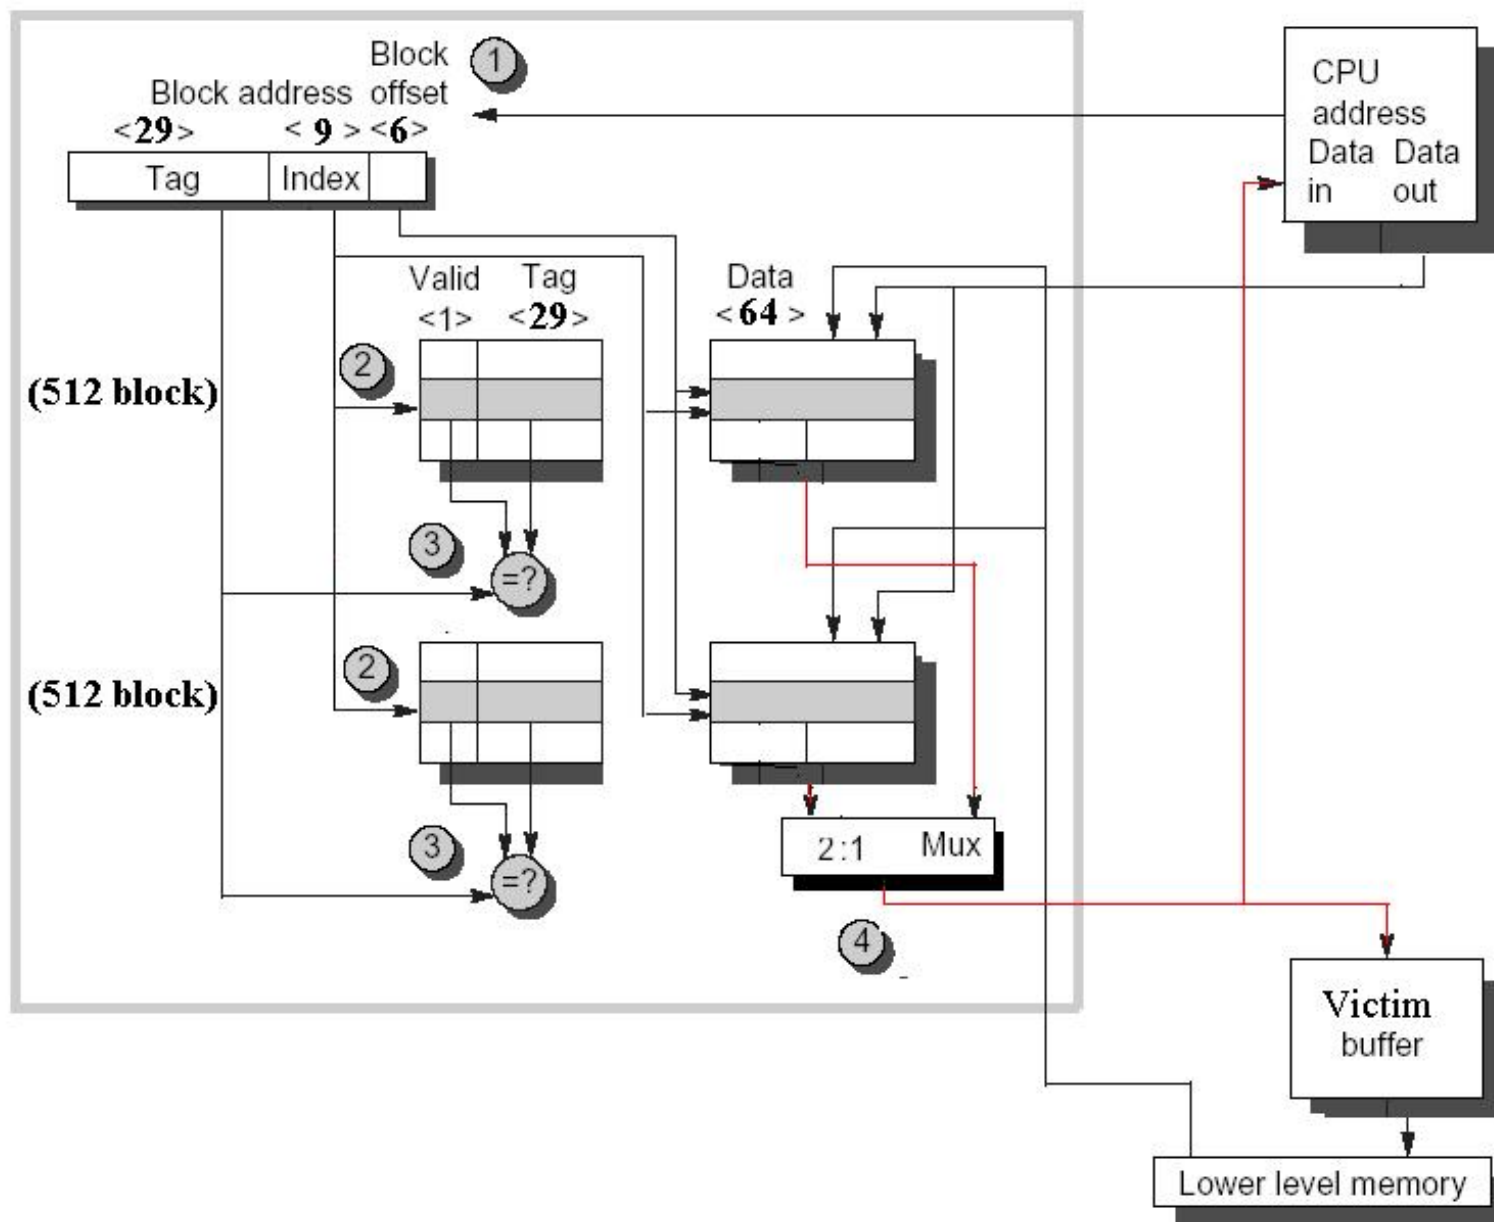 Block
Block address offset
1
<29> < 9 > <6>
Tag Index
CPU
address
Data Data
in out
Valid Tag Data
<1> <29> <64 >
2
(512 block)
3
=?
2
(512 block)
3
=?
2:1 Mux
4
Victim
buffer
Lower level memory